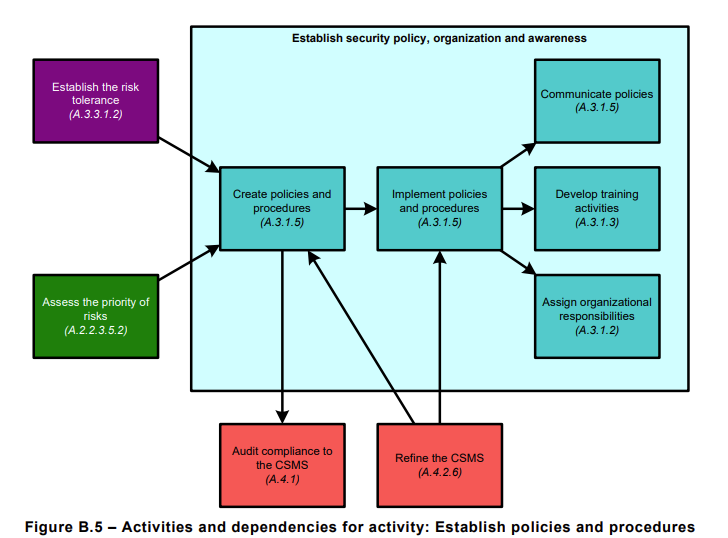 Establish security policy, organization and awareness
Establish the risk
tolerance
(A.3.3.1.2)
Communicate policies
(A.3.1.5)
Create policies and
procedures
(A.3.1.5)
Implement policies
and procedures
(A.3.1.5)
Develop training
activities
(A.3.1.3)
Assess the priority of
risks
(A.2.2.3.5.2)
Assign organizational
responsibilities
(A.3.1.2)
Audit compliance to
the CSMS
(A.4.1)
Refine the CSMS
(A.4.2.6)
Figure B.5 – Activities and dependencies for activity: Establish policies and procedures